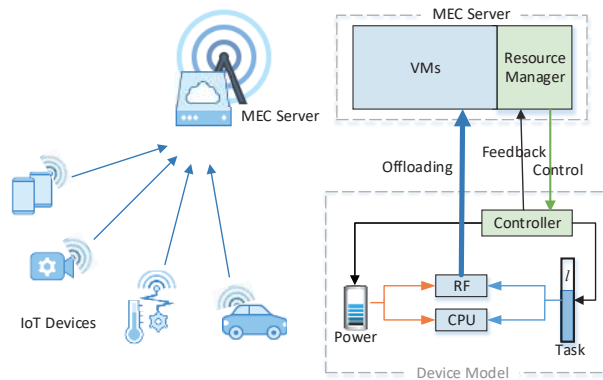 MEC Server
IoT Devices
MEC Server
VMs
Resource
Manager
Offloading
Feedback
Control
Controller
RF
CPU
l
Power
Task
Device Model